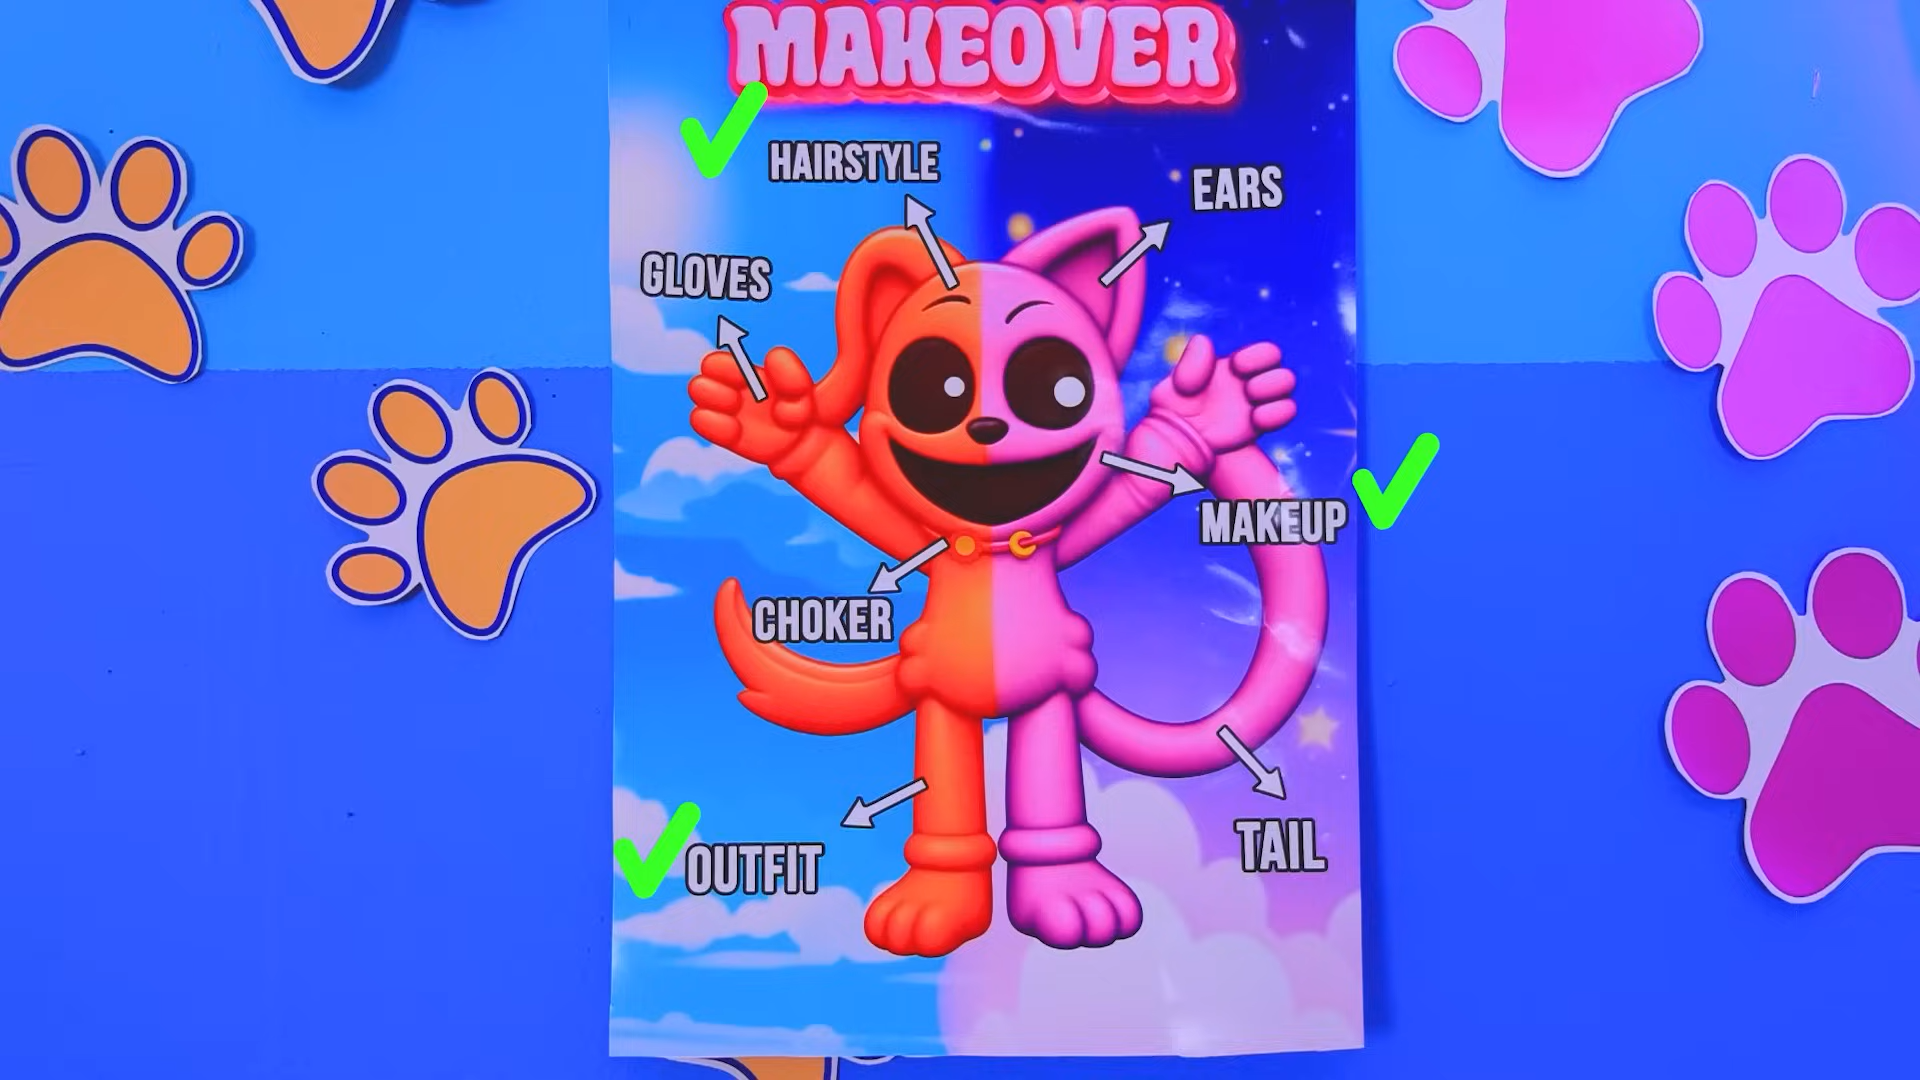 MAKEOVER
HAIRSTYLE
EARS
GLOVES
MAKEUP
CHOKER
OUTFIT
TAIL